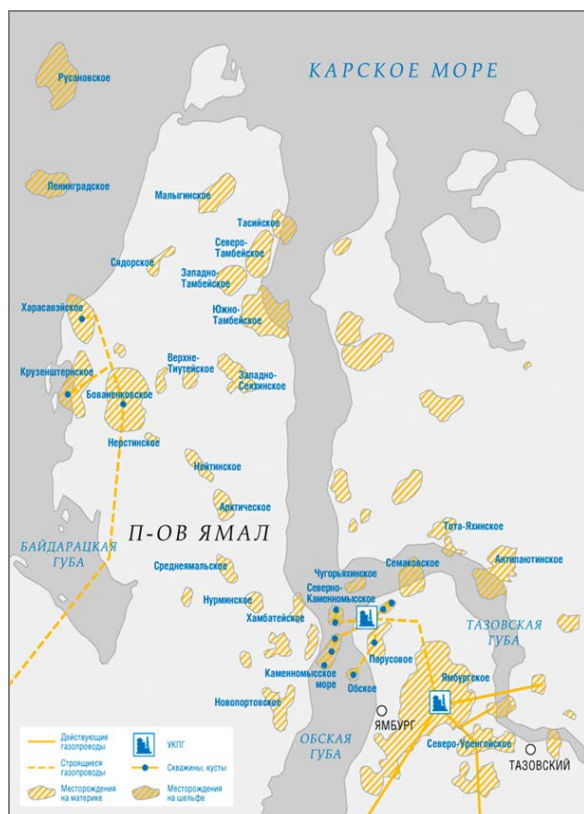 КАРСКОЕ МОРЕ
Русановское
Ленинградское
Малыгинское
Тасийское
Северо-
Тамбейское
Сядорское
Западно-
Тамбейское
Харасавэйское
Южно-
Тамбейское
Крузенштернское
Верхне-
Тиутейское
Западно-
Сеяхинское
Бованенковское
Нерстинское
Нейтинское
Арктическое
П-ОВ ЯМАЛ
Тота-Яхинское
БАЙДАРАЦКАЯ
ГУБА
Антипаютинское
Среднеямальское
Чугорьяхинское
Семаковское
Северно-
Каменномысское
Нурминское
Хамбатейское
ТАЗОВСКАЯ
ГУБА
Парусовое
Каменномысское
море
Обское
Ямбургское
Новопортовское
ЯМБУРГ
ОБСКАЯ
ГУБА
Северо-Уренгойское
ТАЗОВСКИЙ
Действующие
газопроводы
УКПГ
Строящиеся
газопроводы
Скважины, кусты
Месторождения
на материке
Месторождения
на шельфе